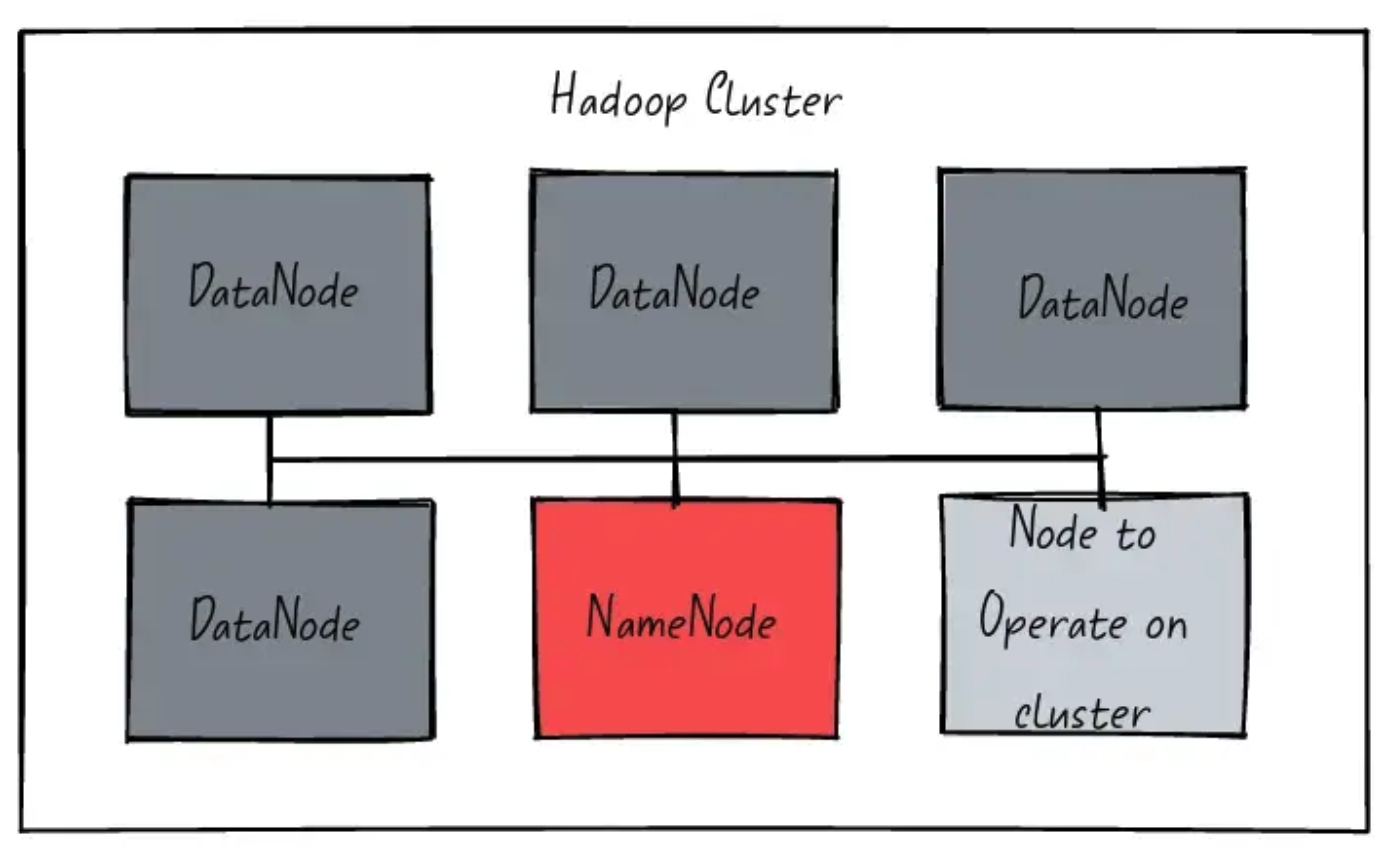 Hadoop Cluster
DataNode
DataNode
DataNode
DataNode
NameNode
Node to
Operate on
cluster